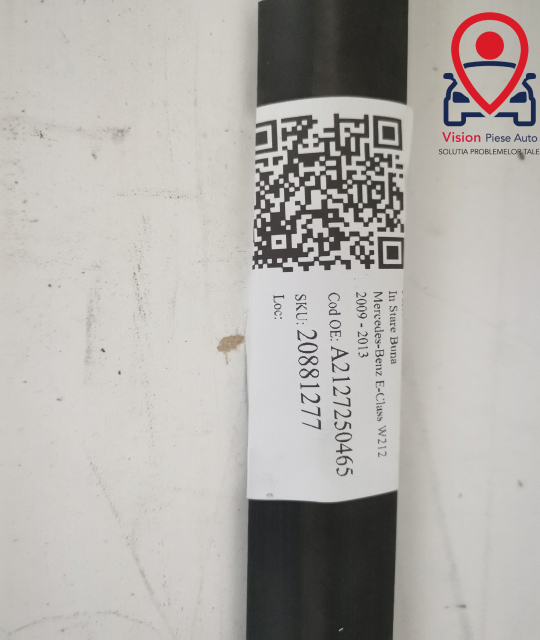 Vision Piese Auto
SOLUTIA PROBLEMELOR TALE
In Stare Buna
Mercedes-Benz E-Class W212
2009 - 2013
Cod OE: A2127250465
SKU: 20881277
Loc: